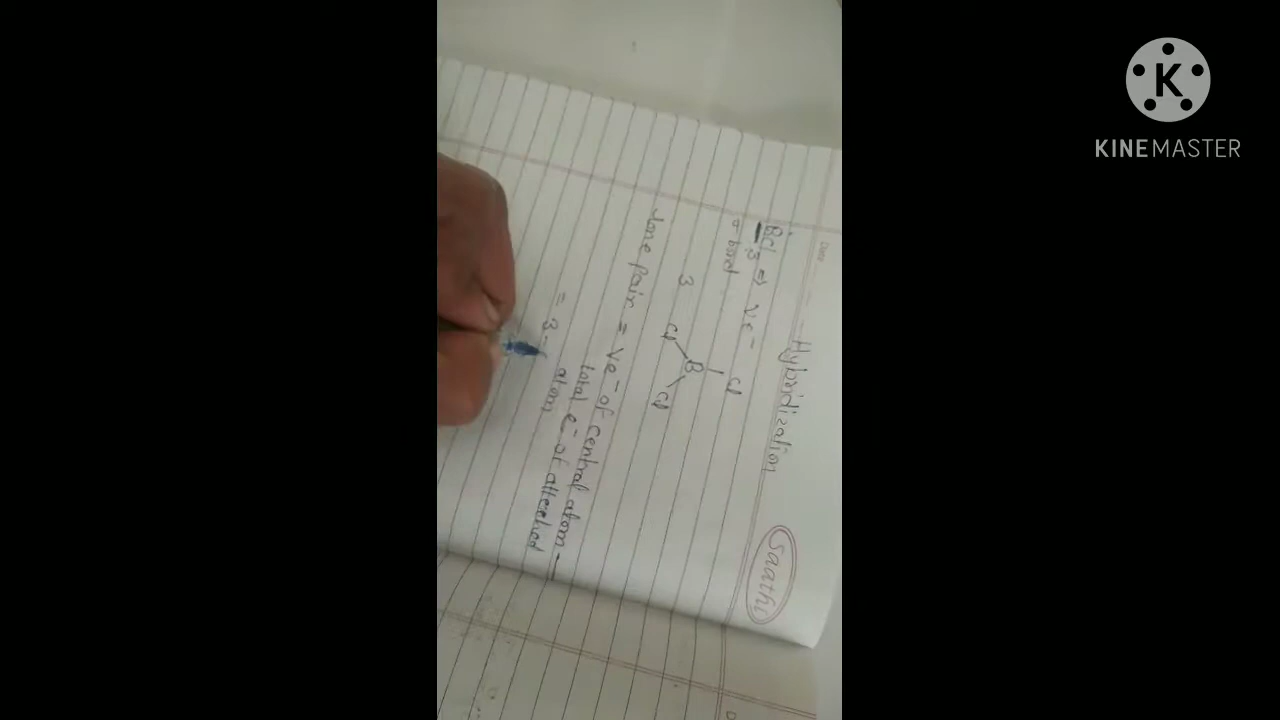 Hybridization
Saathi
Date
BCl3 ⇒ Ve⁻
σ bond
Cl
3
B
Cl
Cl
lone pair = Ve⁻ of central atom -
total e⁻ of attached
atom
= 3 - (
KINEMASTER